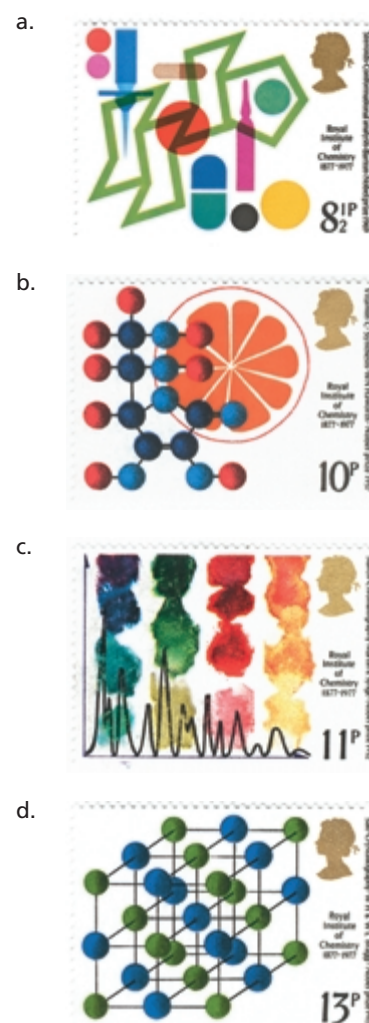 a.
Royal
Institute
of
Chemistry
1877-1977
8½P
b.
Royal
Institute
of
Chemistry
1877-1977
10P
c.
Royal
Institute
of
Chemistry
1877-1977
11P
d.
Royal
Institute
of
Chemistry
1877-1977
13P